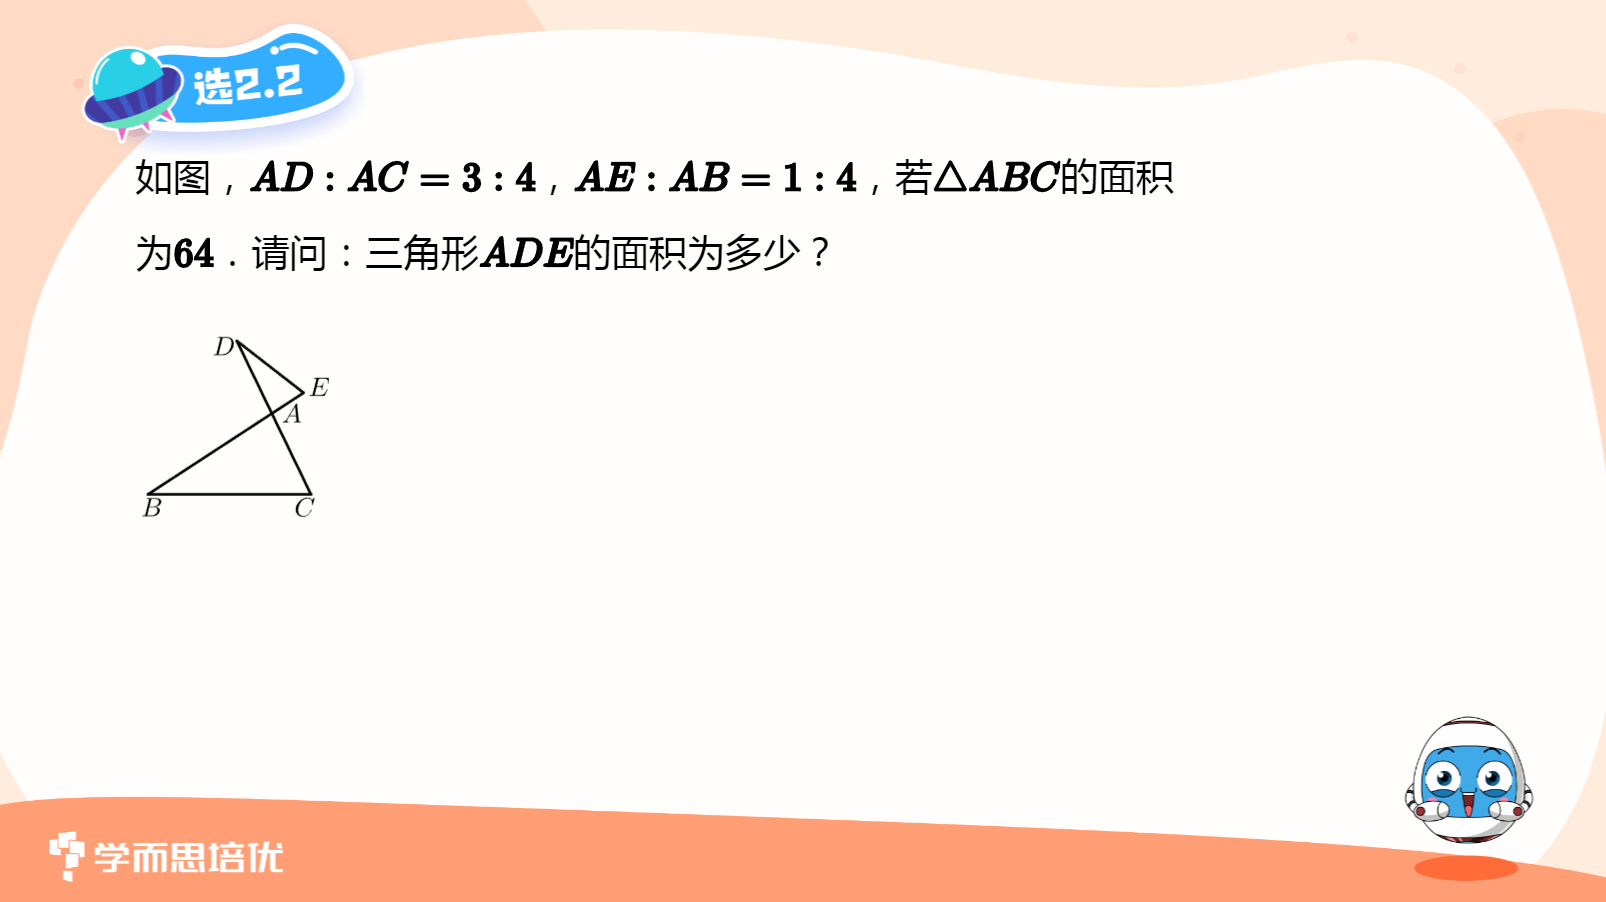 选2.2
如图，AD : AC = 3 : 4，AE : AB = 1 : 4，若△ABC的面积
为64．请问：三角形ADE的面积为多少？
D
E
A
B
C
学而思培优